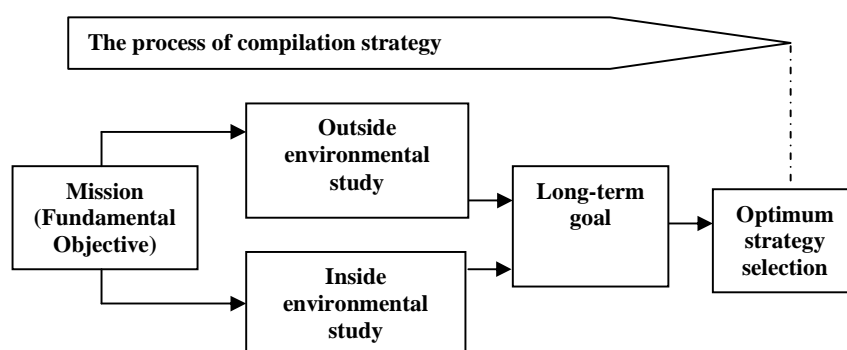 The process of compilation strategy
Outside
environmental
study
Mission
(Fundamental
Objective)
Long-term
goal
Optimum
strategy
selection
Inside
environmental
study